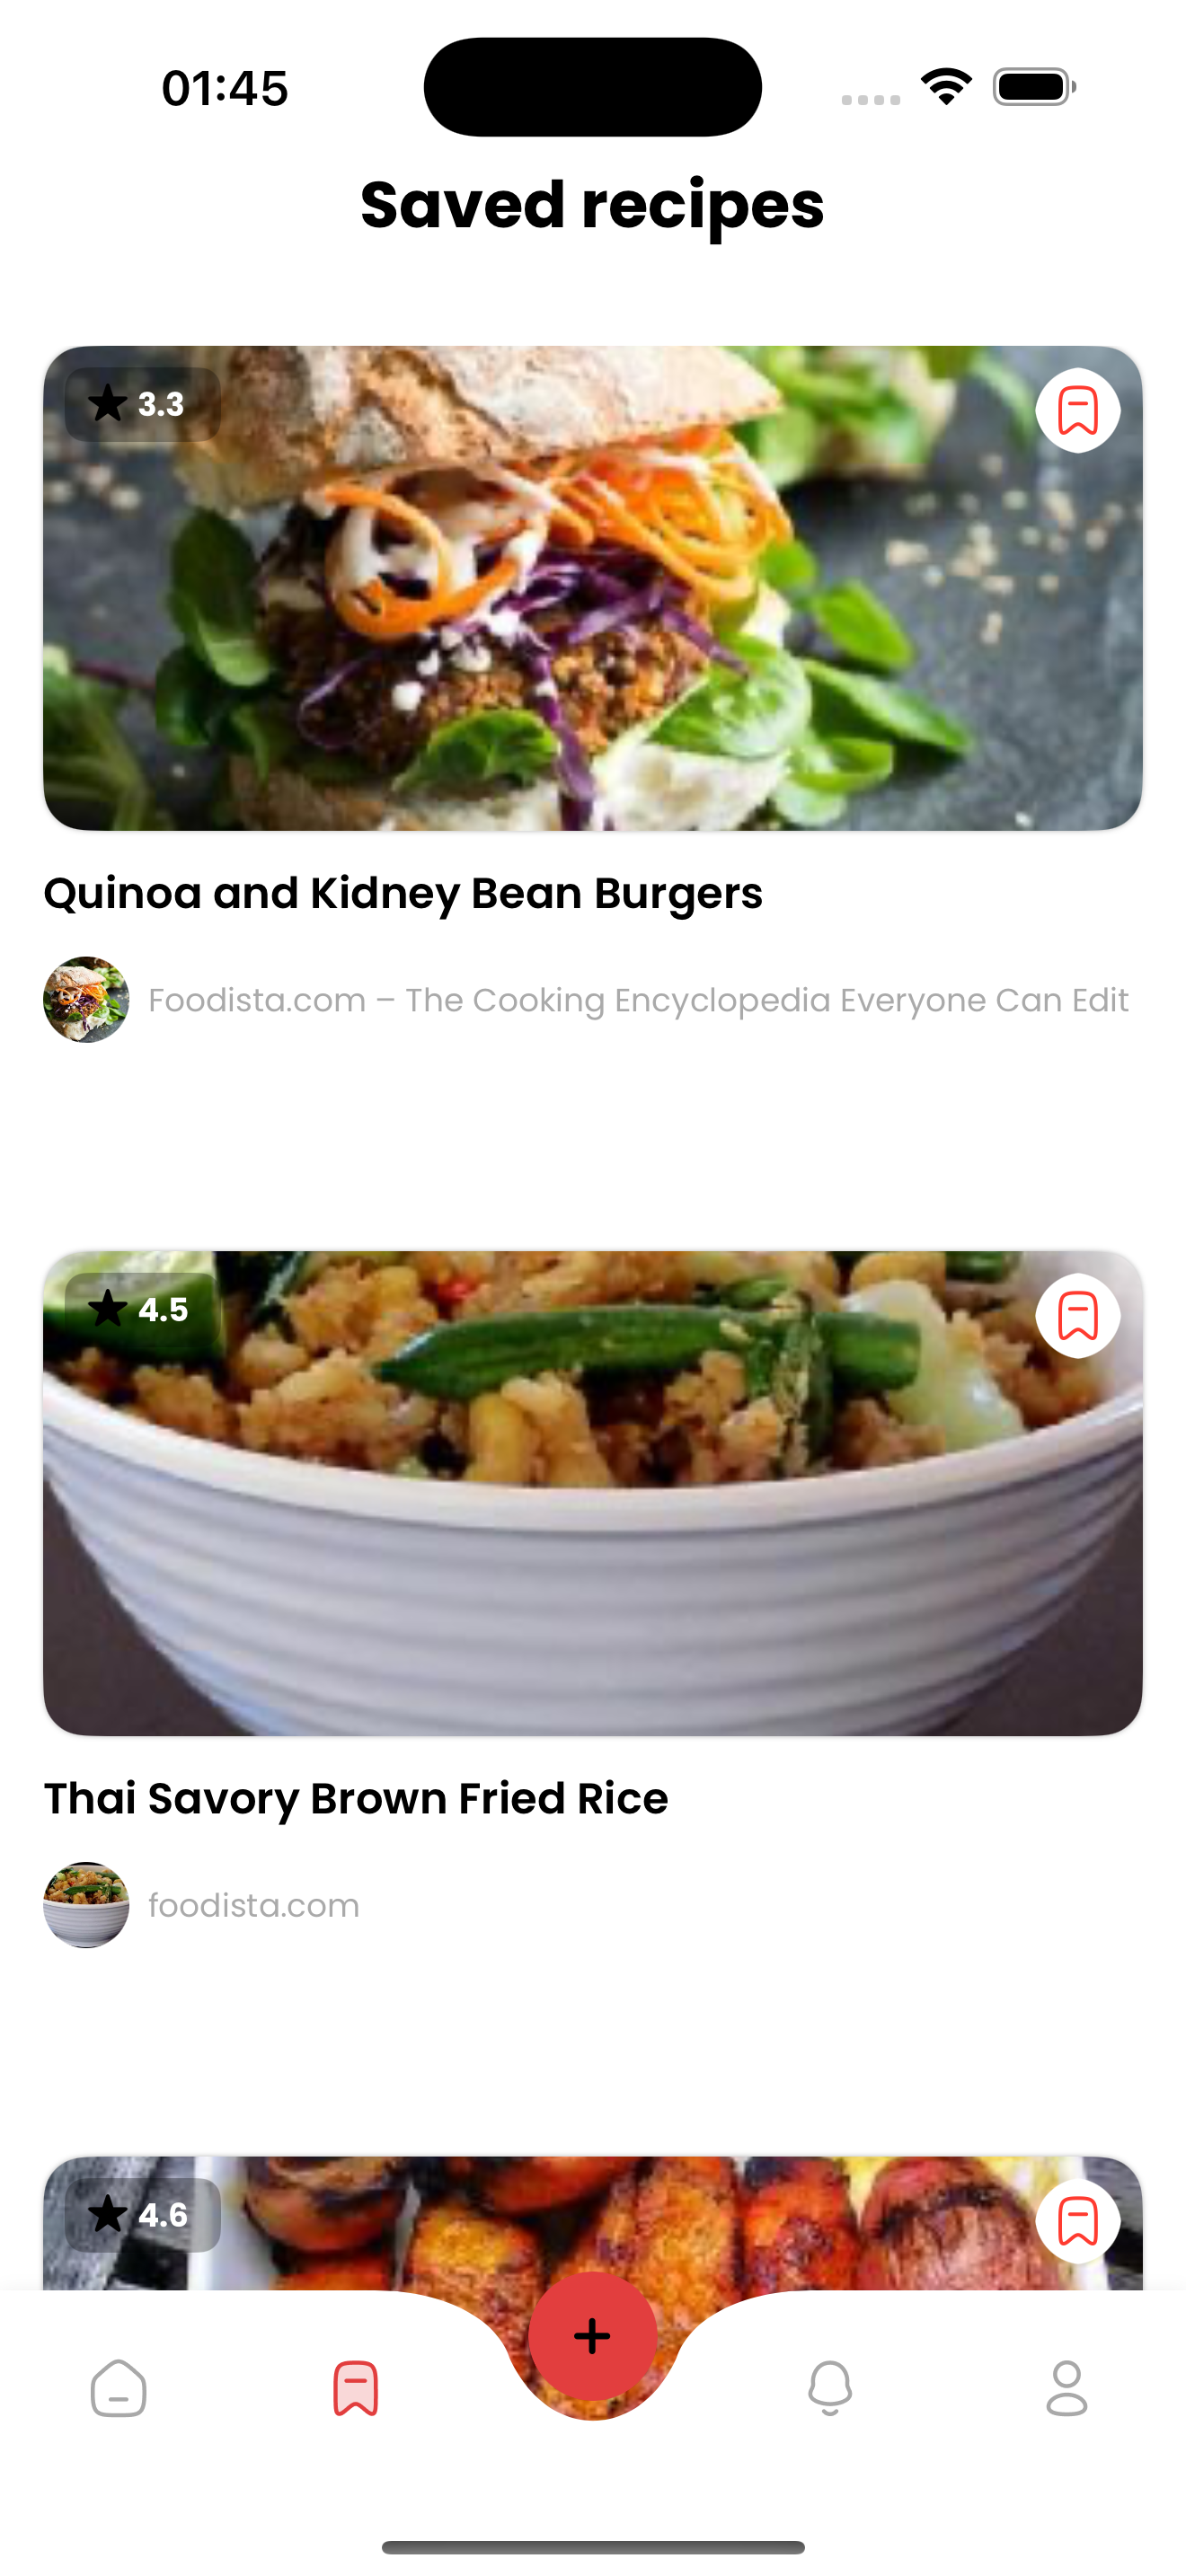 01:45
Saved recipes
3.3
Quinoa and Kidney Bean Burgers
Foodista.com – The Cooking Encyclopedia Everyone Can Edit
4.5
Thai Savory Brown Fried Rice
foodista.com
4.6